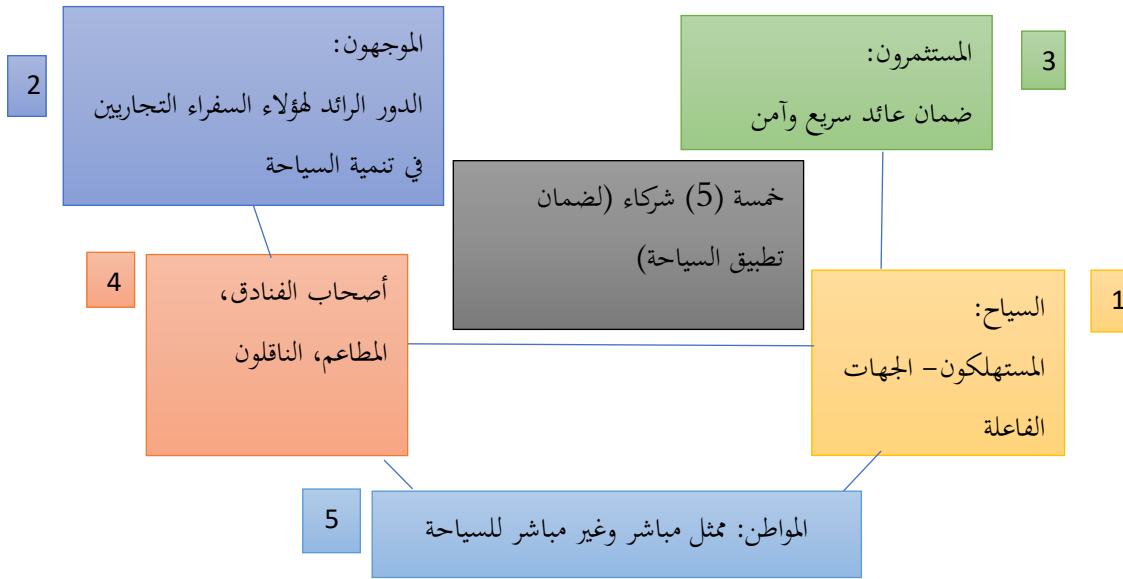 المستثمرون:
ضمان عائد سريع وآمن
3
الموجهون:
الدور الرائد لهؤلاء السفراء التجاريين
في تنمية السياحة
2
خمسة (5) شركاء (لضمان
تطبيق السياحة)
السياح:
المستهلكون– الجهات
الفاعلة
1
أصحاب الفنادق،
المطاعم، الناقلون
4
المواطن: ممثل مباشر وغير مباشر للسياحة
5